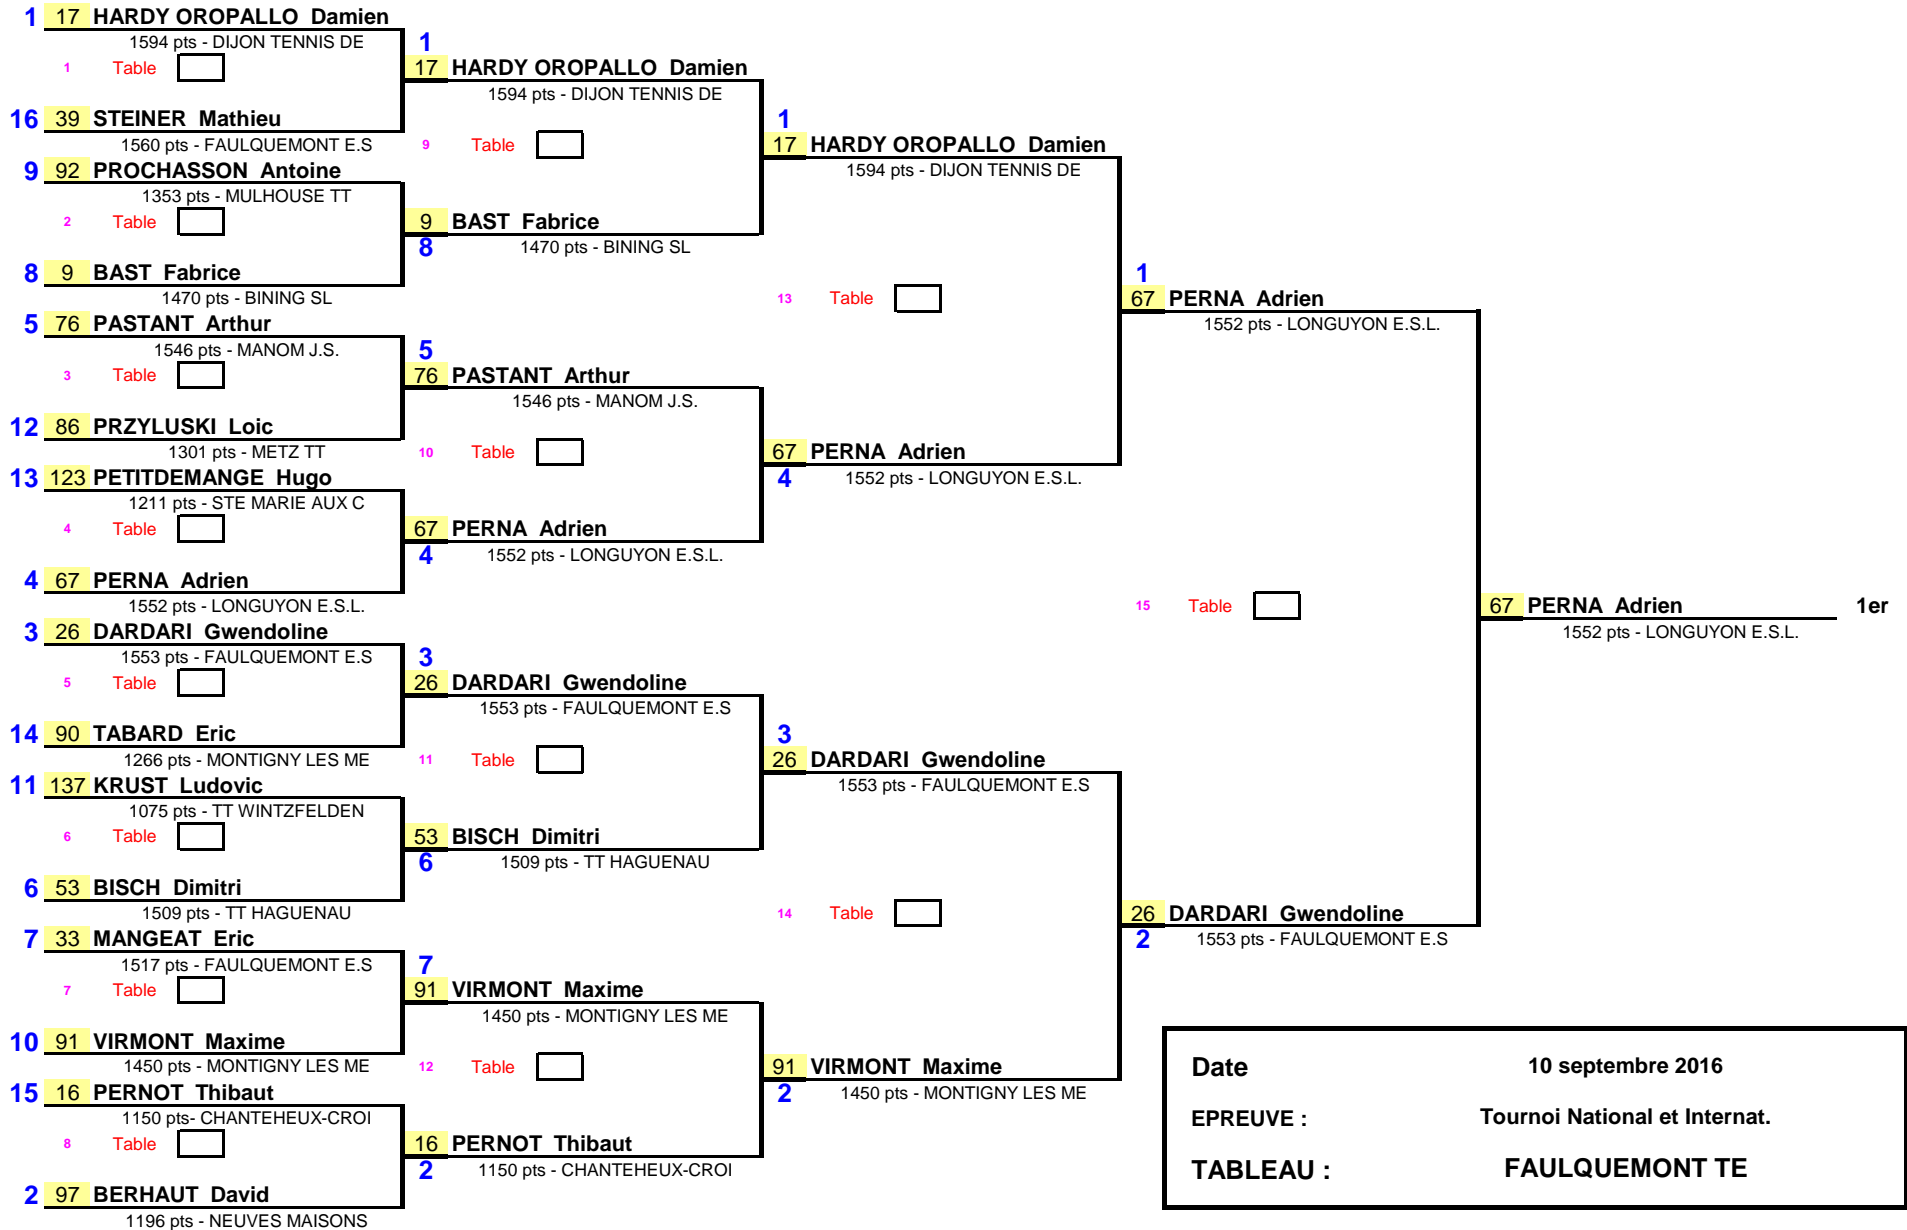 1 17 HARDY OROPALLO Damien
1594 pts - DIJON TENNIS DE
1 Table
16 39 STEINER Mathieu
1560 pts - FAULQUEMONT E.S
9 92 PROCHASSON Antoine
1353 pts - MULHOUSE TT
2 Table
8 9 BAST Fabrice
1470 pts - BINING SL
5 76 PASTANT Arthur
1546 pts - MANOM J.S.
3 Table
12 86 PRZYLUSKI Loic
1301 pts - METZ TT
13 123 PETITDEMANGE Hugo
1211 pts - STE MARIE AUX C
4 Table
4 67 PERNA Adrien
1552 pts - LONGUYON E.S.L.
3 26 DARDARI Gwendoline
1553 pts - FAULQUEMONT E.S
5 Table
14 90 TABARD Eric
1266 pts - MONTIGNY LES ME
11 137 KRUST Ludovic
1075 pts - TT WINTZFELDEN
6 Table
6 53 BISCH Dimitri
1509 pts - TT HAGUENAU
7 33 MANGEAT Eric
1517 pts - FAULQUEMONT E.S
7 Table
10 91 VIRMONT Maxime
1450 pts - MONTIGNY LES ME
15 16 PERNOT Thibaut
1150 pts- CHANTEHEUX-CROI
8 Table
2 97 BERHAUT David
1196 pts - NEUVES MAISONS
1
17 HARDY OROPALLO Damien
1594 pts - DIJON TENNIS DE
9 Table
9 BAST Fabrice
8
1470 pts - BINING SL
5
76 PASTANT Arthur
1546 pts - MANOM J.S.
10 Table
67 PERNA Adrien
4
1552 pts - LONGUYON E.S.L.
3
26 DARDARI Gwendoline
1553 pts - FAULQUEMONT E.S
11 Table
53 BISCH Dimitri
6
1509 pts - TT HAGUENAU
7
91 VIRMONT Maxime
1450 pts - MONTIGNY LES ME
12 Table
16 PERNOT Thibaut
2
1150 pts - CHANTEHEUX-CROI
1
17 HARDY OROPALLO Damien
1594 pts - DIJON TENNIS DE
13 Table
67 PERNA Adrien
4
1552 pts - LONGUYON E.S.L.
3
26 DARDARI Gwendoline
1553 pts - FAULQUEMONT E.S
14 Table
91 VIRMONT Maxime
2
1450 pts - MONTIGNY LES ME
1
67 PERNA Adrien
1552 pts - LONGUYON E.S.L.
15 Table
26 DARDARI Gwendoline
2
1553 pts - FAULQUEMONT E.S
67 PERNA Adrien 1er
1552 pts - LONGUYON E.S.L.
Date 10 septembre 2016
EPREUVE : Tournoi National et Internat.
TABLEAU : FAULQUEMONT TE